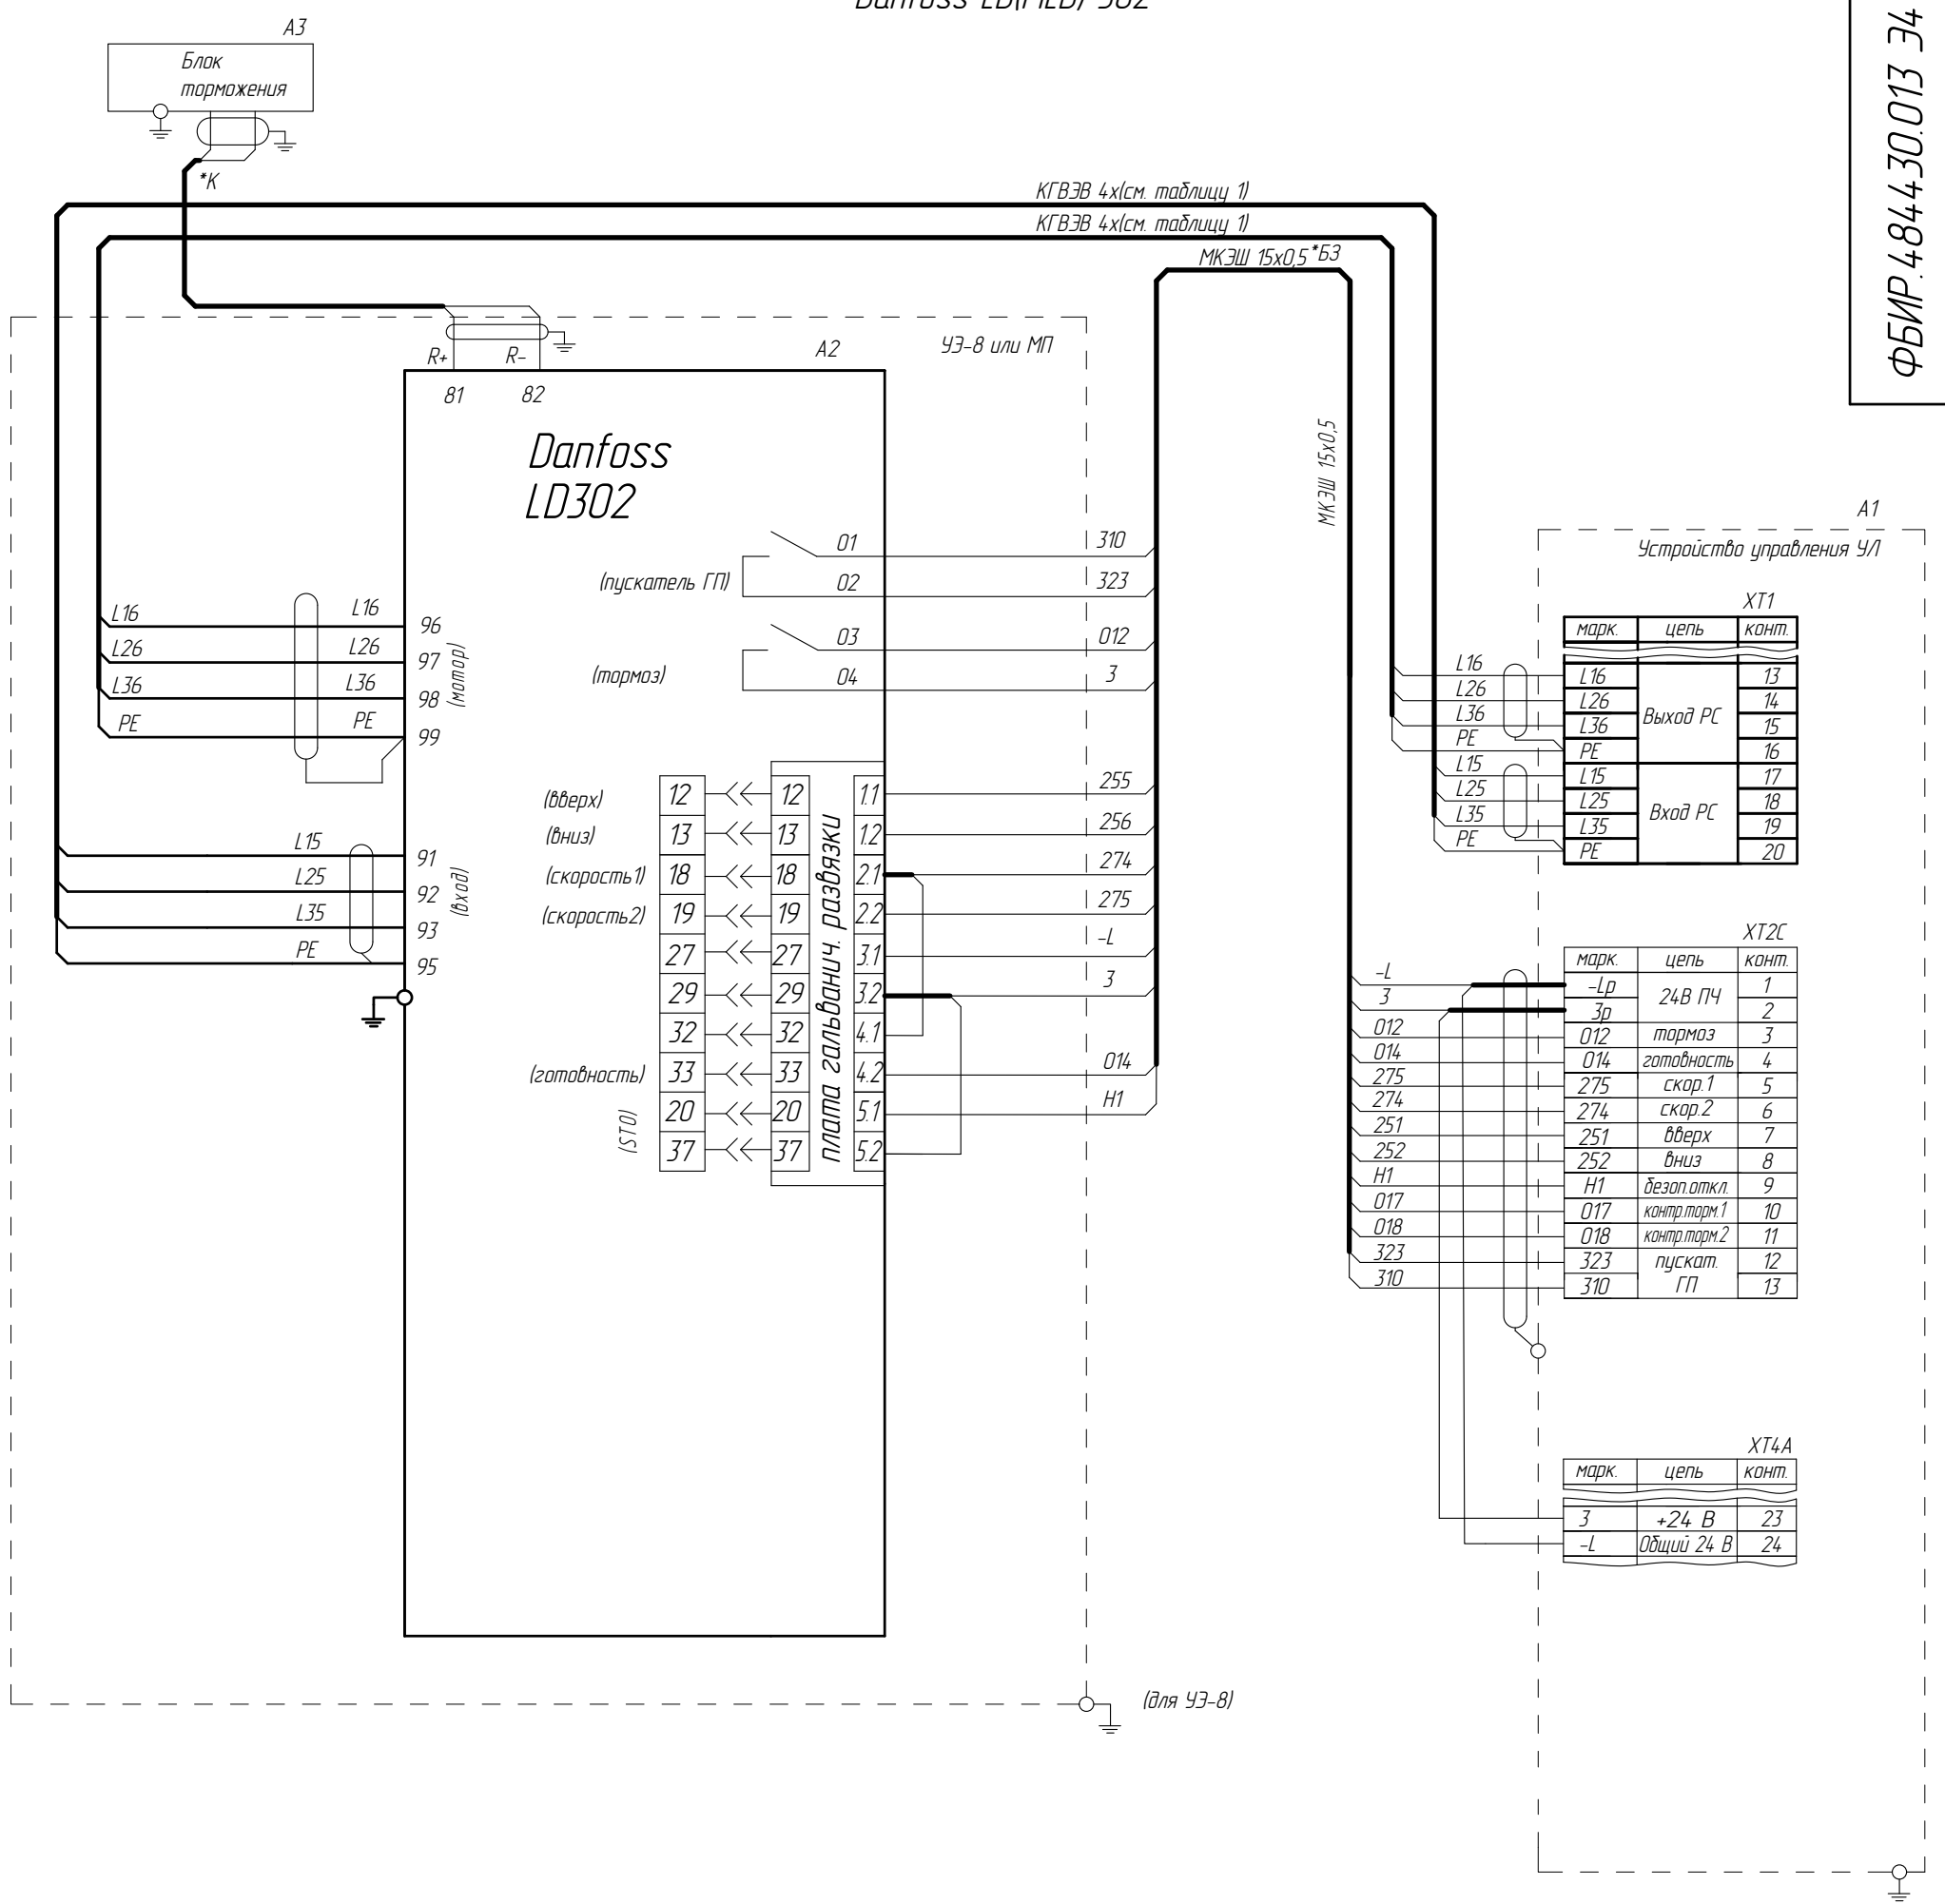 Danfoss LD(MLD) 302
ФБИР.484430.013 Э4
А3
Блок
торможения
*К
КГВЭВ 4х(см. таблицу 1)
КГВЭВ 4х(см. таблицу 1)
МКЭШ 15х0,5 *Б3
УЭ-8 или МП
А2
R+ R-
81 82
Danfoss
LD302
МКЭШ 15х0,5
А1
Устройство управления УЛ
01 310
(пускатель ГП) 02 323
03 012
(тормоз) 04 3
L16 L16 96
L26 L26 97
L36 L36 98
PE PE 99
(мотор)
L15 91
L25 92
L35 93
PE 95
(вход)
плата гальванич. развязки
(вверх) 12 12 1.1 255
(вниз) 13 13 1.2 256
(скорость1) 18 18 2.1 274
(скорость2) 19 19 2.2 275
27 27 3.1 -L
29 29 3.2 3
32 32 4.1
(готовность) 33 33 4.2 014
20 20 5.1 Н1
37 37 5.2
(STO)
ХТ1
марк. цепь конт.
L16 L16 Выход РС 13
L26 L26 14
L36 L36 15
PE PE 16
L15 L15 Вход РС 17
L25 L25 18
L35 L35 19
PE PE 20
ХТ2С
марк. цепь конт.
-L -Lр 24В ПЧ 1
3 3р 2
012 012 тормоз 3
014 014 готовность 4
275 275 скор.1 5
274 274 скор.2 6
251 251 вверх 7
252 252 вниз 8
Н1 Н1 безоп.откл. 9
017 017 контр.торм.1 10
018 018 контр.торм.2 11
323 323 пускат. 12
310 310 ГП 13
ХТ4А
марк. цепь конт.
3 +24 В 23
-L Общий 24 В 24
(для УЭ-8)